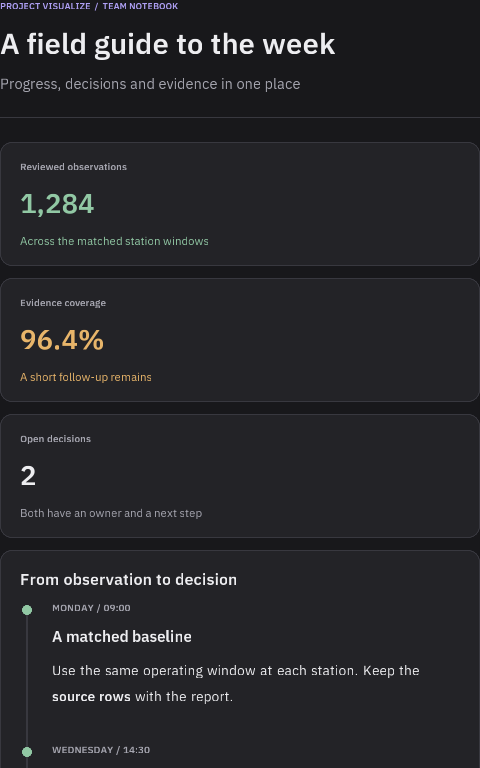 PROJECT VISUALIZE / TEAM NOTEBOOK
A field guide to the week
Progress, decisions and evidence in one place
Reviewed observations
1,284
Across the matched station windows
Evidence coverage
96.4%
A short follow-up remains
Open decisions
2
Both have an owner and a next step
From observation to decision
MONDAY / 09:00
A matched baseline
Use the same operating window at each station. Keep the
source rows with the report.
WEDNESDAY / 14:30